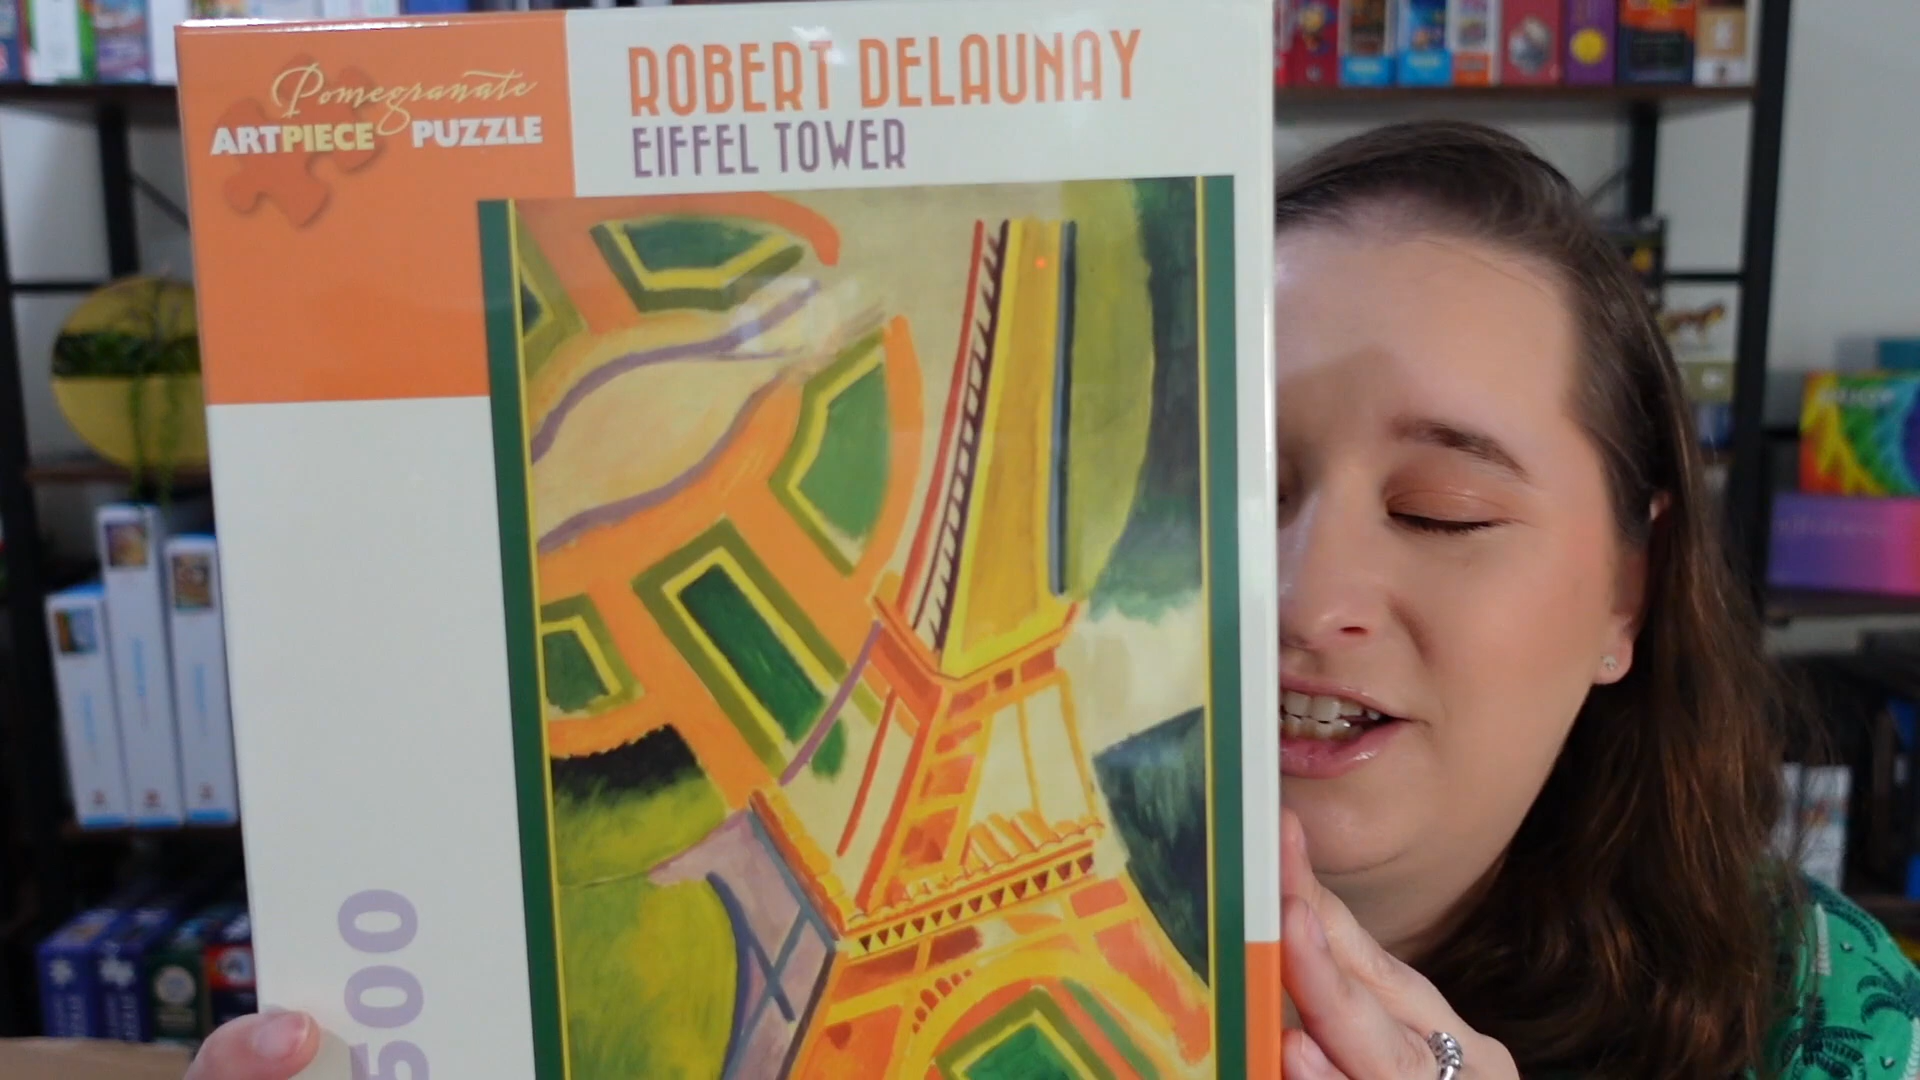 Pomegranate
ARTPIECE PUZZLE
ROBERT DELAUNAY
EIFFEL TOWER
500